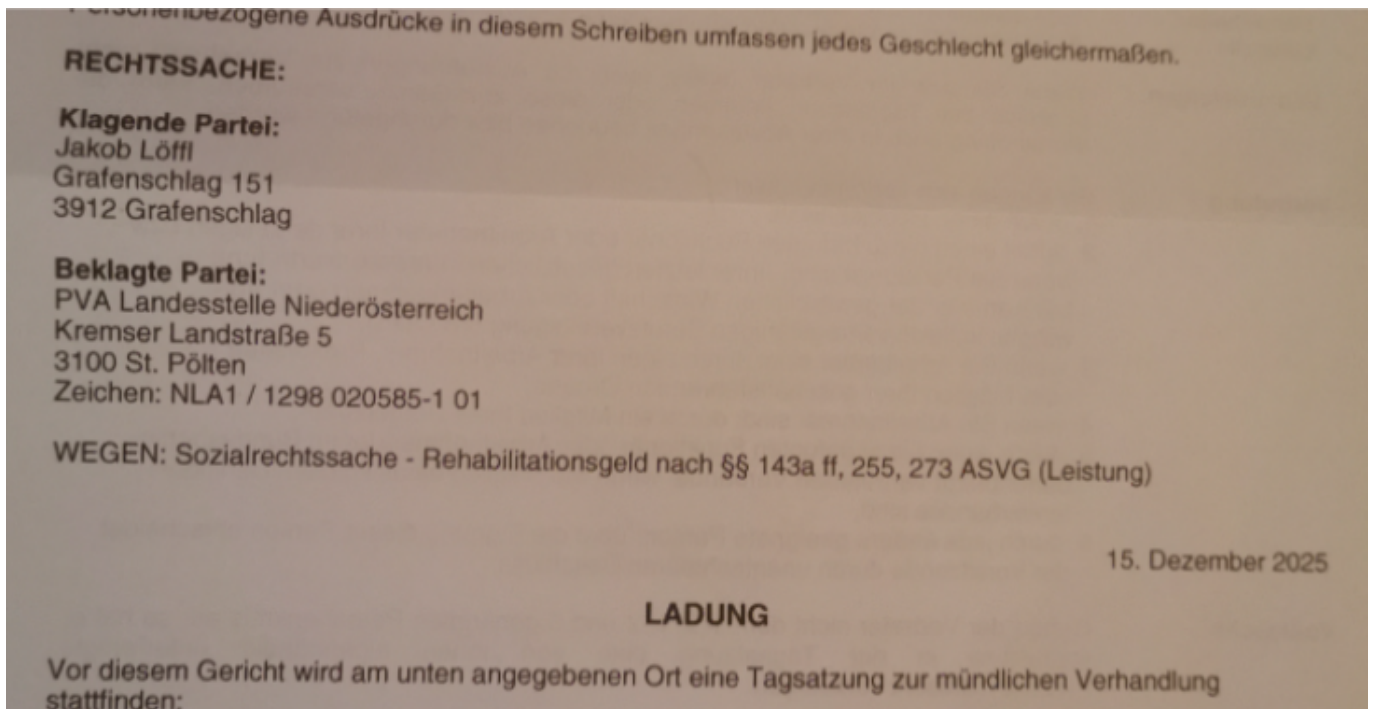 Personenbezogene Ausdrücke in diesem Schreiben umfassen jedes Geschlecht gleichermaßen.
RECHTSSACHE:
Klagende Partei:
Jakob Löffl
Grafenschlag 151
3912 Grafenschlag
Beklagte Partei:
PVA Landesstelle Niederösterreich
Kremser Landstraße 5
3100 St. Pölten
Zeichen: NLA1 / 1298 020585-1 01
WEGEN: Sozialrechtssache - Rehabilitationsgeld nach §§ 143a ff, 255, 273 ASVG (Leistung)
15. Dezember 2025
LADUNG
Vor diesem Gericht wird am unten angegebenen Ort eine Tagsatzung zur mündlichen Verhandlung
stattfinden: